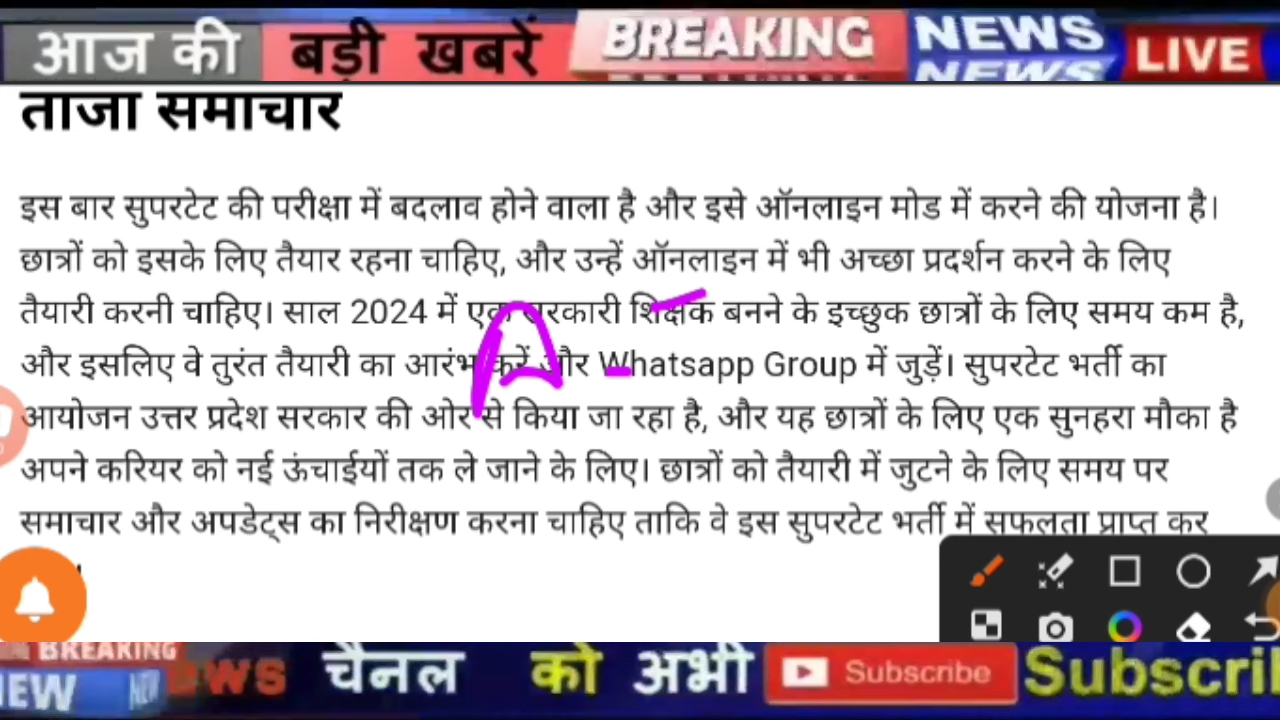 आज की बड़ी खबरें BREAKING NEWS LIVE
ताजा समाचार
इस बार सुपरटेट की परीक्षा में बदलाव होने वाला है और इसे ऑनलाइन मोड में करने की योजना है।
छात्रों को इसके लिए तैयार रहना चाहिए, और उन्हें ऑनलाइन में भी अच्छा प्रदर्शन करने के लिए
तैयारी करनी चाहिए। साल 2024 में एक सरकारी शिक्षक बनने के इच्छुक छात्रों के लिए समय कम है,
और इसलिए वे तुरंत तैयारी का आरंभ करें और Whatsapp Group में जुड़ें। सुपरटेट भर्ती का
आयोजन उत्तर प्रदेश सरकार की ओर से किया जा रहा है, और यह छात्रों के लिए एक सुनहरा मौका है
अपने करियर को नई ऊंचाईयों तक ले जाने के लिए। छात्रों को तैयारी में जुटने के लिए समय पर
समाचार और अपडेट्स का निरीक्षण करना चाहिए ताकि वे इस सुपरटेट भर्ती में सफलता प्राप्त कर
BREAKING
NEW NEWS चैनल को अभी Subscribe Subscri